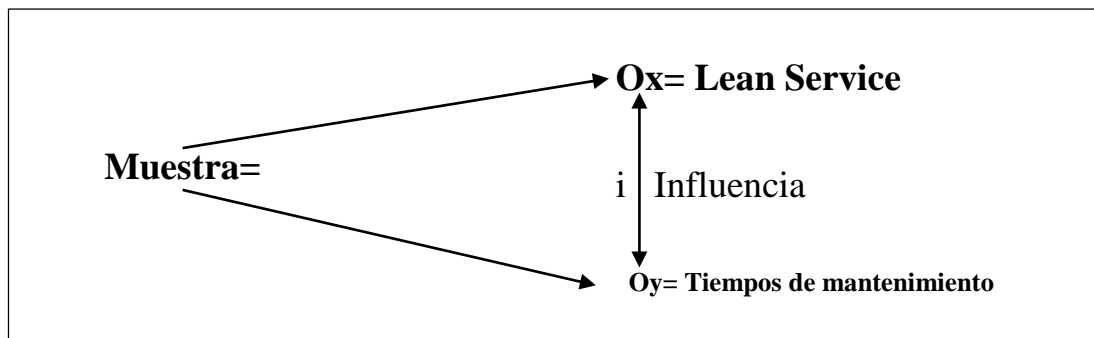 Ox= Lean Service
Muestra=
i Influencia
Oy= Tiempos de mantenimiento